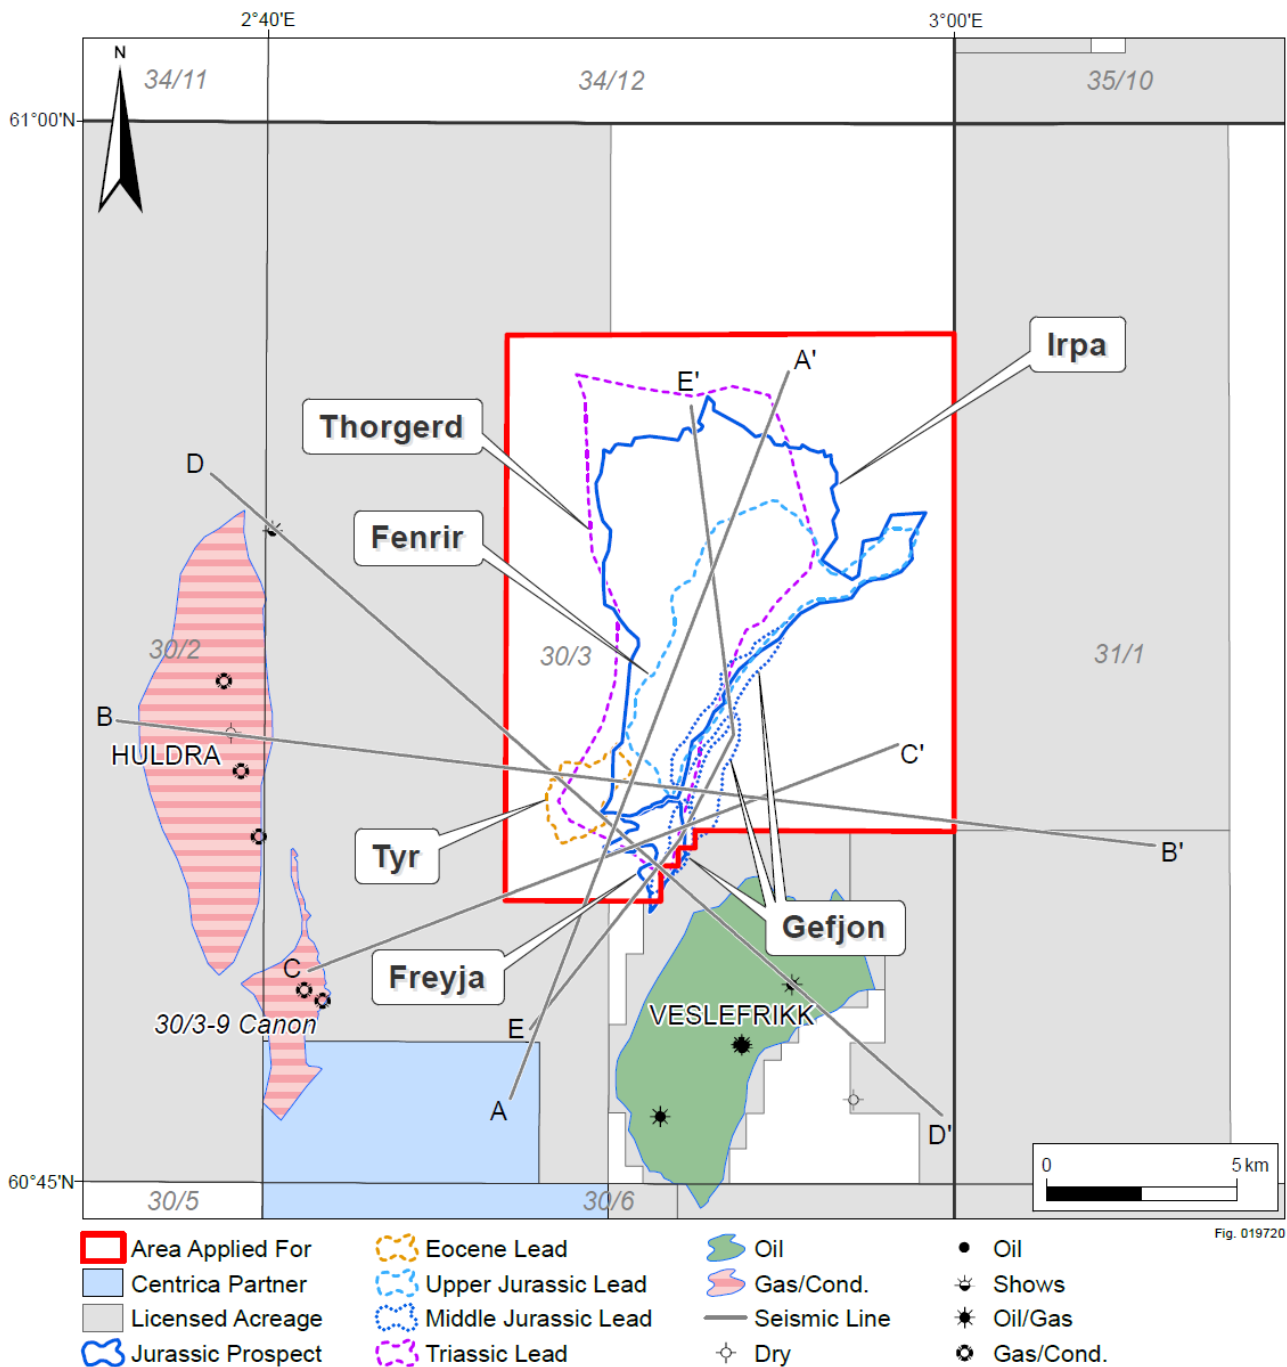 2°40'E
3°00'E
N
34/11
34/12
35/10
61°00'N
Irpa
A'
E'
Thorgerd
D
Fenrir
30/2
30/3
31/1
B
HULDRA
C'
Tyr
B'
Gefjon
Freyja
C
30/3-9 Canon
VESLEFRIKK
E
A
D'
0 5 km
60°45'N
30/5
30/6
Fig. 019720
Area Applied For
Eocene Lead
Oil
Oil
Centrica Partner
Upper Jurassic Lead
Gas/Cond.
Shows
Licensed Acreage
Middle Jurassic Lead
Seismic Line
Oil/Gas
Jurassic Prospect
Triassic Lead
Dry
Gas/Cond.